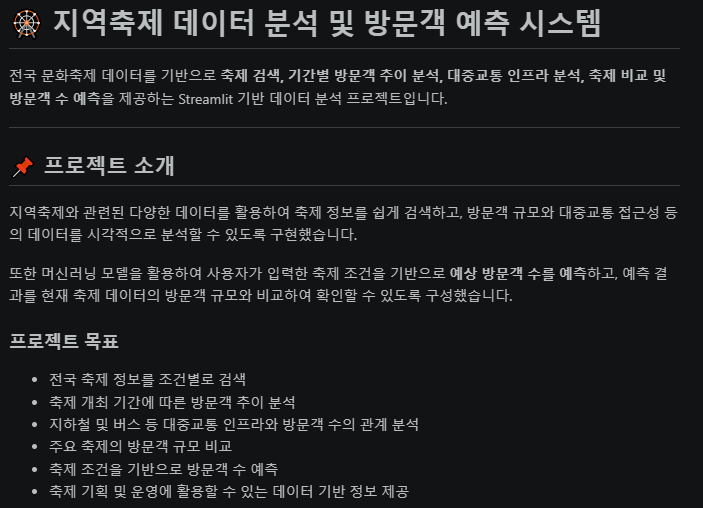 지역축제 데이터 분석 및 방문객 예측 시스템
전국 문화축제 데이터를 기반으로 축제 검색, 기간별 방문객 추이 분석, 대중교통 인프라 분석, 축제 비교 및
방문객 수 예측을 제공하는 Streamlit 기반 데이터 분석 프로젝트입니다.
프로젝트 소개
지역축제와 관련된 다양한 데이터를 활용하여 축제 정보를 쉽게 검색하고, 방문객 규모와 대중교통 접근성 등
의 데이터를 시각적으로 분석할 수 있도록 구현했습니다.
또한 머신러닝 모델을 활용하여 사용자가 입력한 축제 조건을 기반으로 예상 방문객 수를 예측하고, 예측 결
과를 현재 축제 데이터의 방문객 규모와 비교하여 확인할 수 있도록 구성했습니다.
프로젝트 목표
• 전국 축제 정보를 조건별로 검색
• 축제 개최 기간에 따른 방문객 추이 분석
• 지하철 및 버스 등 대중교통 인프라와 방문객 수의 관계 분석
• 주요 축제의 방문객 규모 비교
• 축제 조건을 기반으로 방문객 수 예측
• 축제 기획 및 운영에 활용할 수 있는 데이터 기반 정보 제공